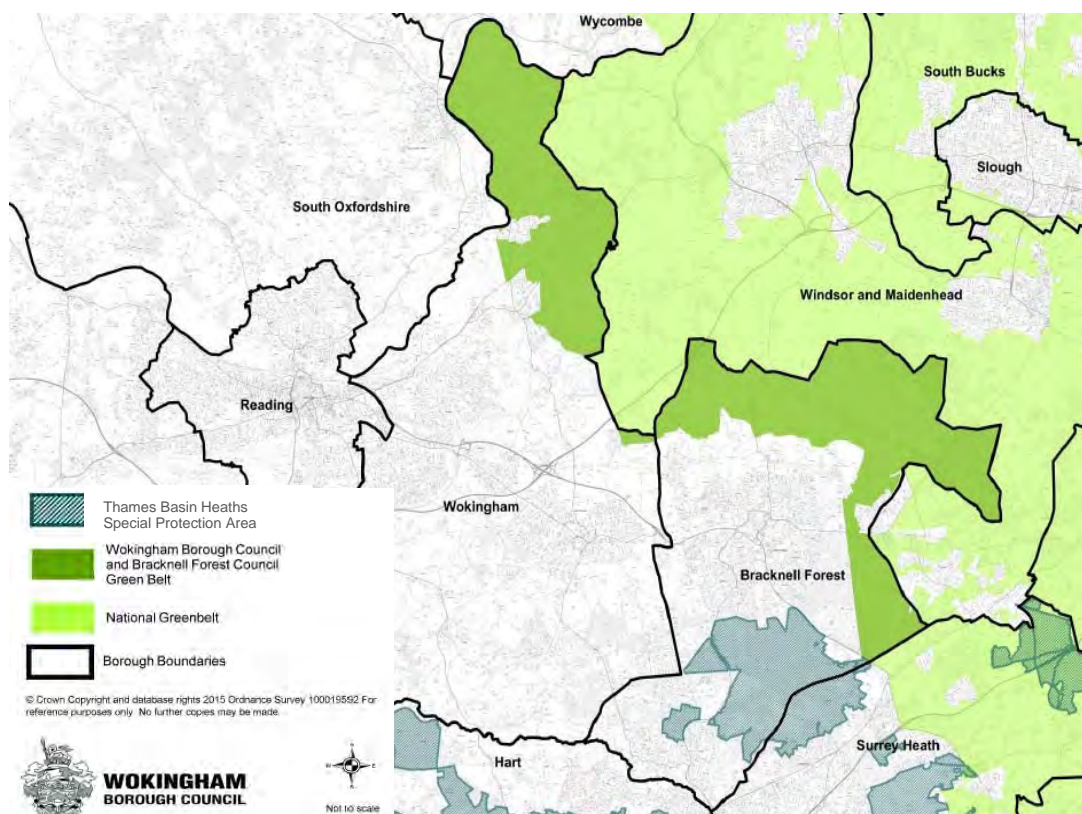 Wycombe
South Bucks
Slough
South Oxfordshire
Windsor and Maidenhead
Reading
Wokingham
Bracknell Forest
Surrey Heath
Hart
Thames Basin Heaths
Special Protection Area
Wokingham Borough Council
and Bracknell Forest Council
Green Belt
National Greenbelt
Borough Boundaries
© Crown Copyright and database rights 2015 Ordnance Survey 100019592 For
reference purposes only No further copies may be made.
WOKINGHAM
BOROUGH COUNCIL
N
W E
S
Not to scale